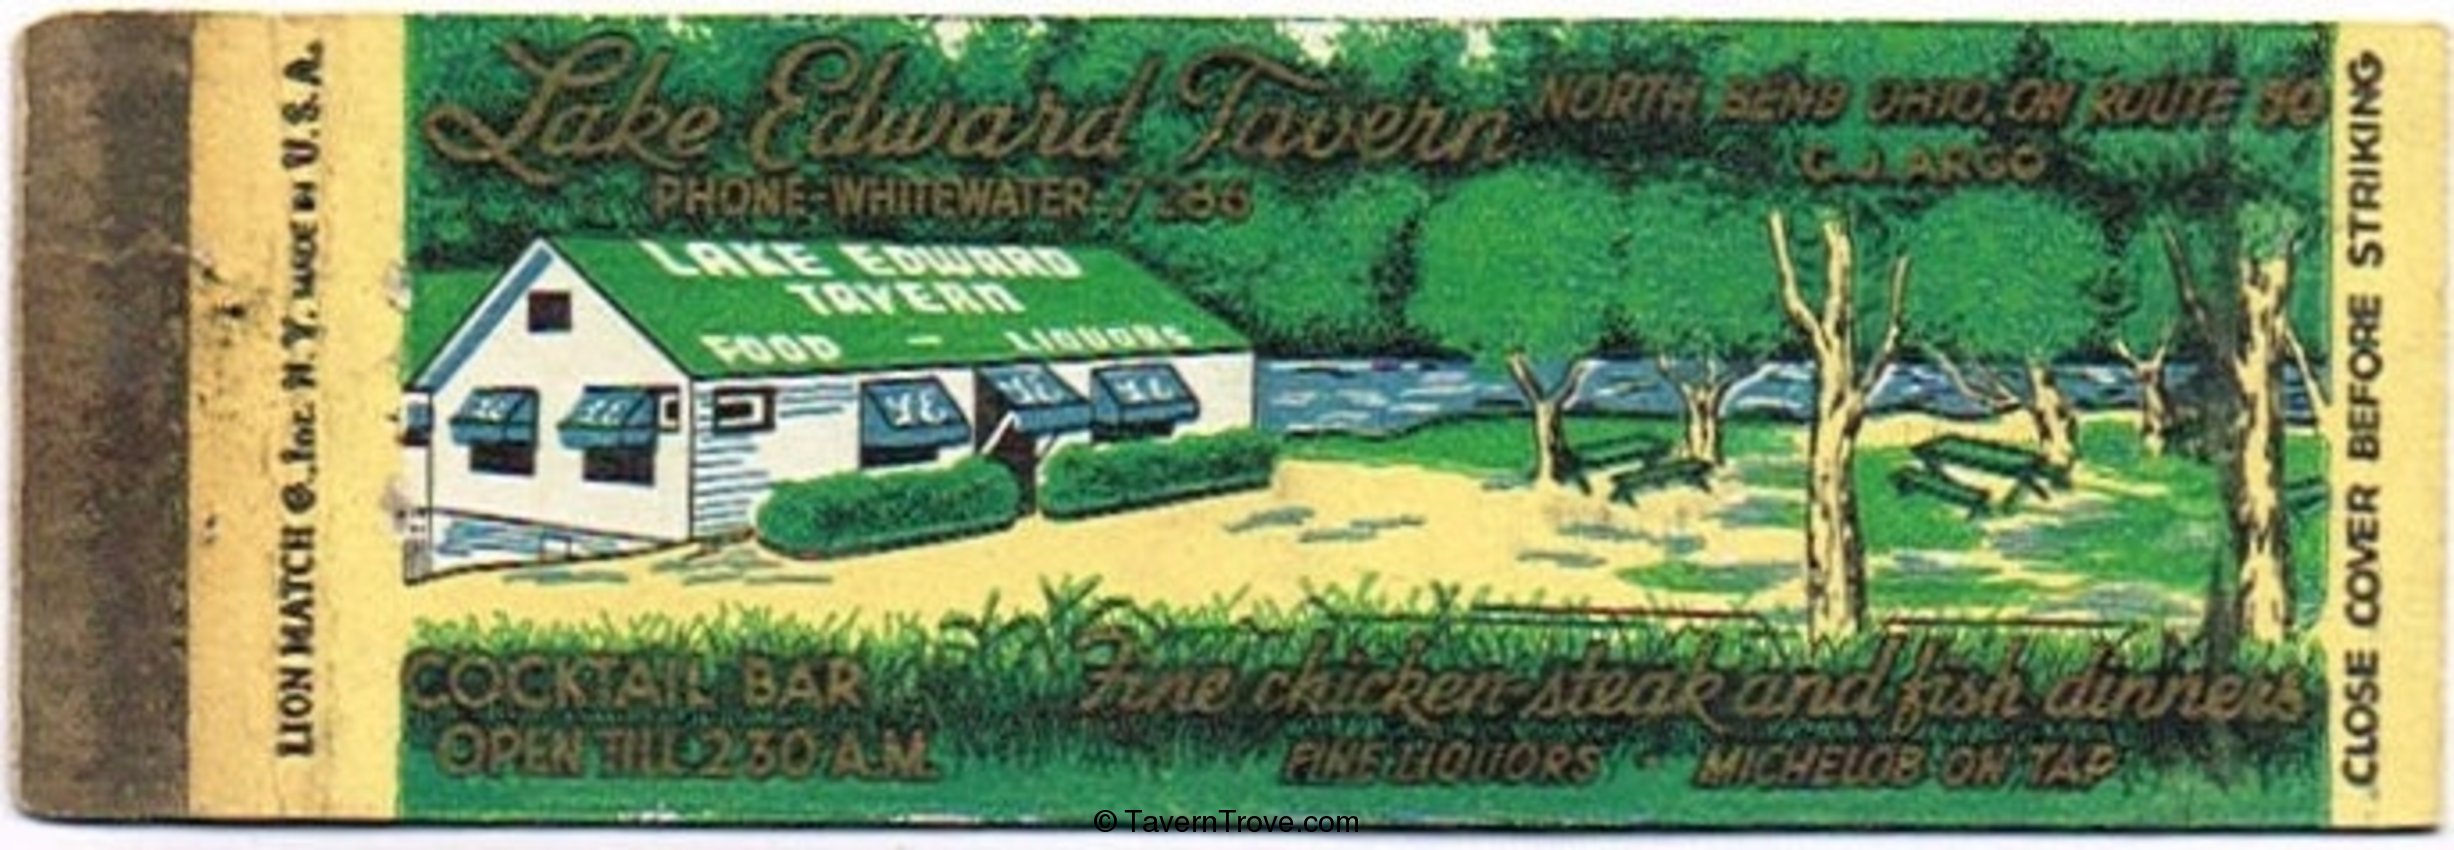 Lake Edward Tavern
PHONE-WHITEWATER-7286
NORTH BEND OHIO, ON ROUTE 50
C.J. ARGO
LAKE EDWARD
TAVERN
FOOD - LIQUORS
COCKTAIL BAR
OPEN TILL 2 30 A.M.
Fine chicken-steak and fish dinners
FINE LIQUORS - MICHELOB ON TAP
LION MATCH C., Inc. N.Y. MADE IN U.S.A.
CLOSE COVER BEFORE STRIKING
© TavernTrove.com